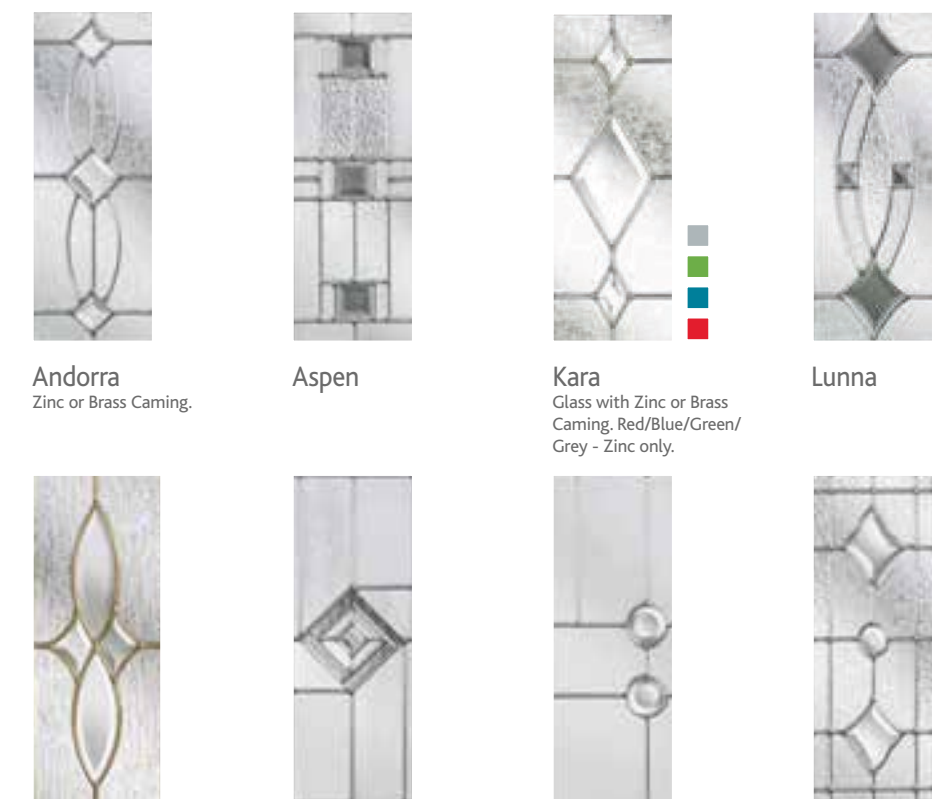 Andorra
Zinc or Brass Caming.
Aspen
Kara
Glass with Zinc or Brass
Caming. Red/Blue/Green/
Grey - Zinc only.
Lunna